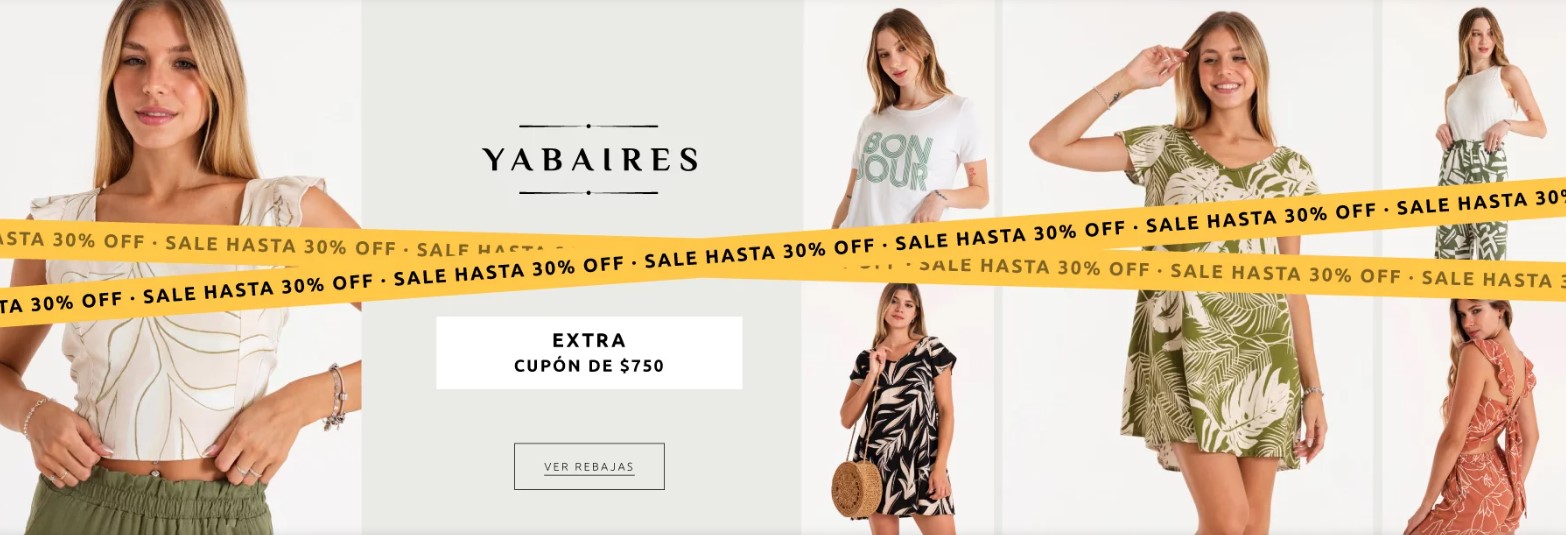 YABAIRES
BON
JOUR
STA 30% OFF · SALE HASTA 30% OFF · SALE HASTA
TA 30% OFF · SALE HASTA 30% OFF · SALE HASTA 30% OFF · SALE HASTA 30% OFF · SALE HASTA 30% OFF · SALE HASTA 30% OFF · SALE HASTA 30%
OFF · SALE HASTA 30% OFF · SALE HASTA 30% OFF · SALE HASTA
EXTRA
CUPÓN DE $750
VER REBAJAS